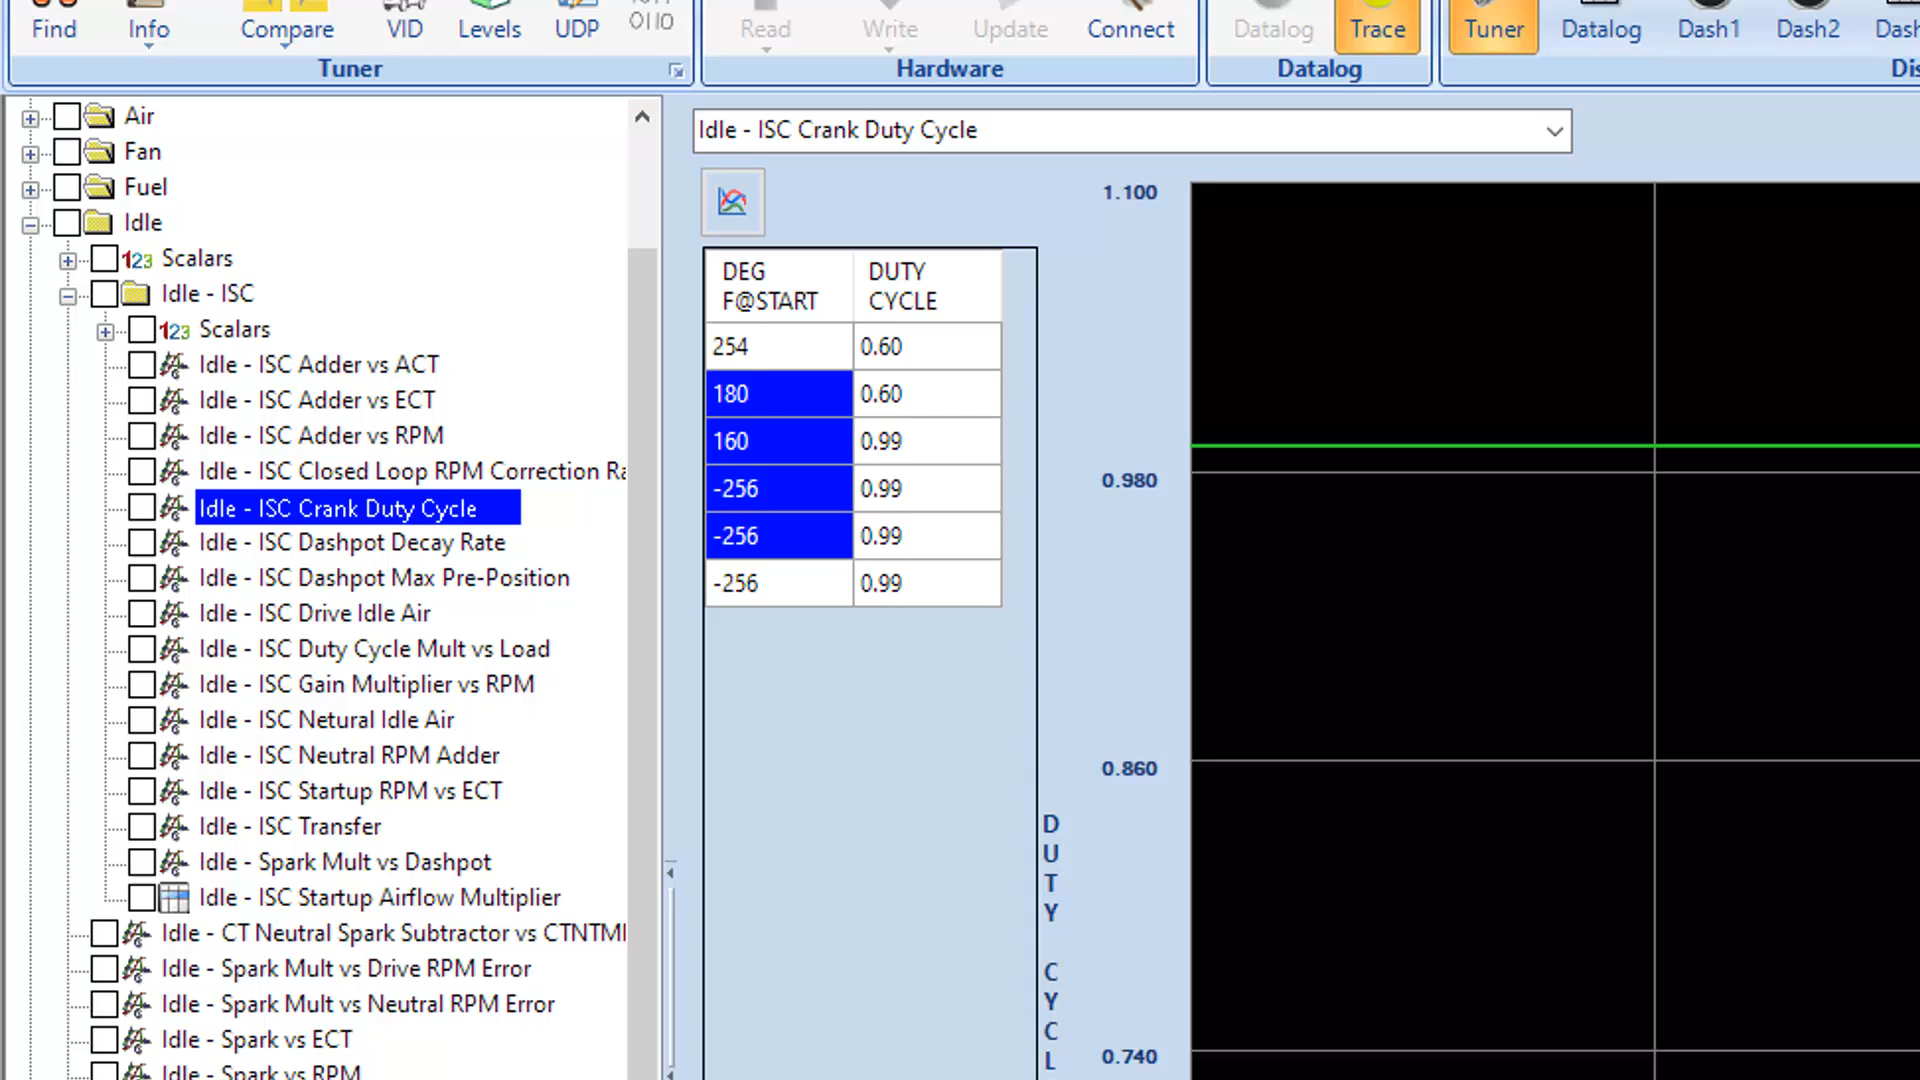 Find
Info
Compare
VID
Levels
UDP
0110
Read
Write
Update
Connect
Datalog
Trace
Tuner
Datalog
Dash1
Dash2
Dash
Tuner
Hardware
Datalog
Dis
Air
Fan
Fuel
Idle
123 Scalars
Idle - ISC
123 Scalars
Idle - ISC Adder vs ACT
Idle - ISC Adder vs ECT
Idle - ISC Adder vs RPM
Idle - ISC Closed Loop RPM Correction Ra
Idle - ISC Crank Duty Cycle
Idle - ISC Dashpot Decay Rate
Idle - ISC Dashpot Max Pre-Position
Idle - ISC Drive Idle Air
Idle - ISC Duty Cycle Mult vs Load
Idle - ISC Gain Multiplier vs RPM
Idle - ISC Netural Idle Air
Idle - ISC Neutral RPM Adder
Idle - ISC Startup RPM vs ECT
Idle - ISC Transfer
Idle - Spark Mult vs Dashpot
Idle - ISC Startup Airflow Multiplier
Idle - CT Neutral Spark Subtractor vs CTNTMI
Idle - Spark Mult vs Drive RPM Error
Idle - Spark Mult vs Neutral RPM Error
Idle - Spark vs ECT
Idle - Spark vs RPM
Idle - ISC Crank Duty Cycle
DEG F@START DUTY CYCLE
254 0.60
180 0.60
160 0.99
-256 0.99
-256 0.99
-256 0.99
DUTY CYCL
1.100
0.980
0.860
0.740